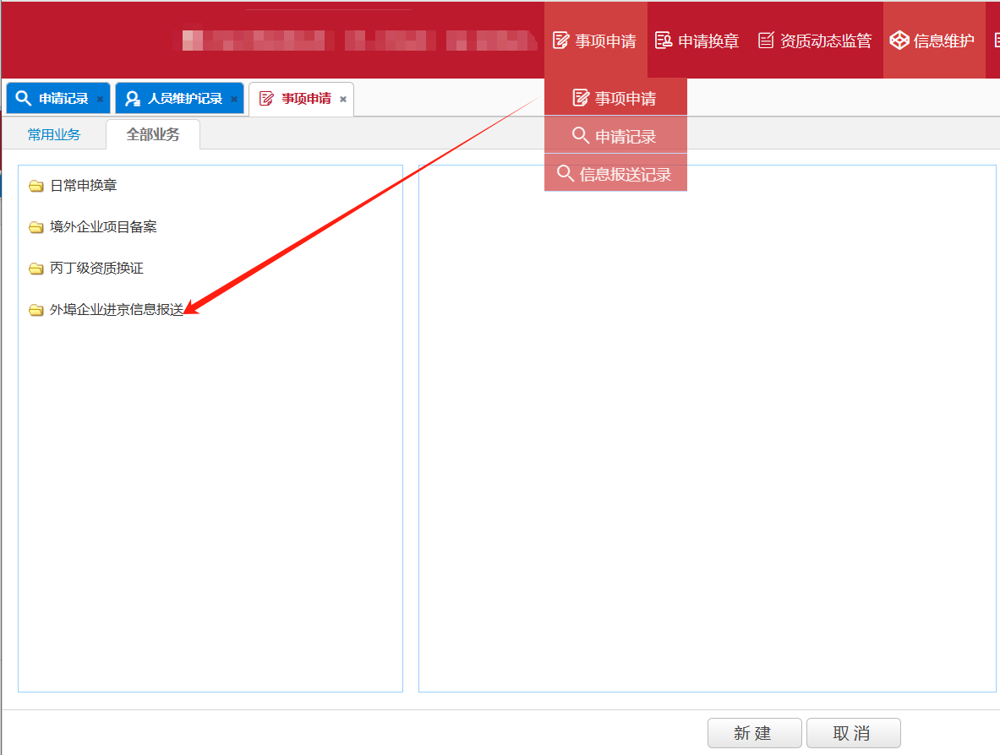 事项申请
申请换章
资质动态监管
信息维护
申请记录
人员维护记录
事项申请
事项申请
申请记录
信息报送记录
常用业务
全部业务
日常申换章
境外企业项目备案
丙丁级资质换证
外埠企业进京信息报送
新 建
取 消